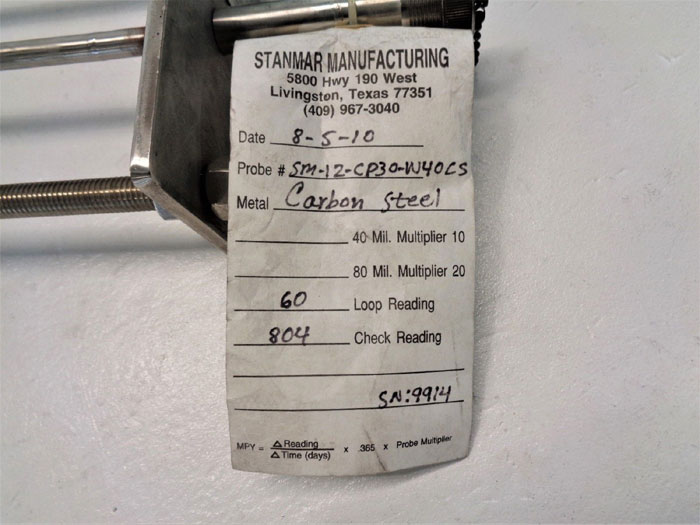 STANMAR MANUFACTURING
5800 Hwy 190 West
Livingston, Texas 77351
(409) 967-3040
Date 8-5-10
Probe # SM-12-CP30-W40CS
Metal Carbon Steel
40 Mil. Multiplier 10
80 Mil. Multiplier 20
60 Loop Reading
804 Check Reading
SN:9914
MPY = Δ Reading / Δ Time (days) x .365 x Probe Multiplier